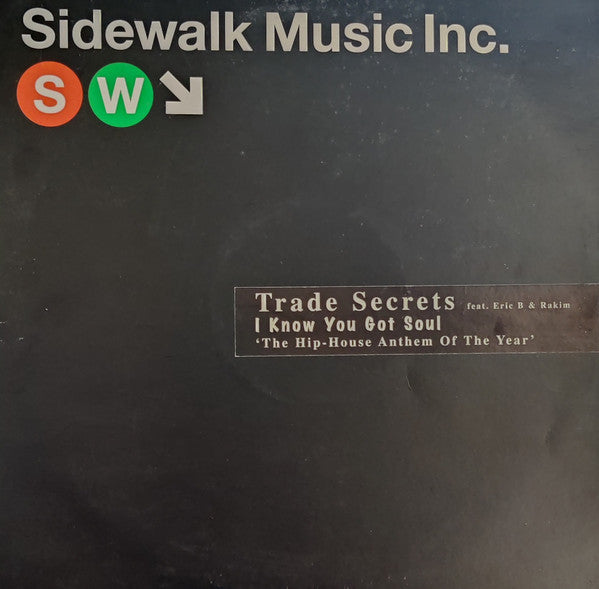 Sidewalk Music Inc.
S W
Trade Secrets feat. Eric B & Rakim
I Know You Got Soul
‘The Hip-House Anthem Of The Year’